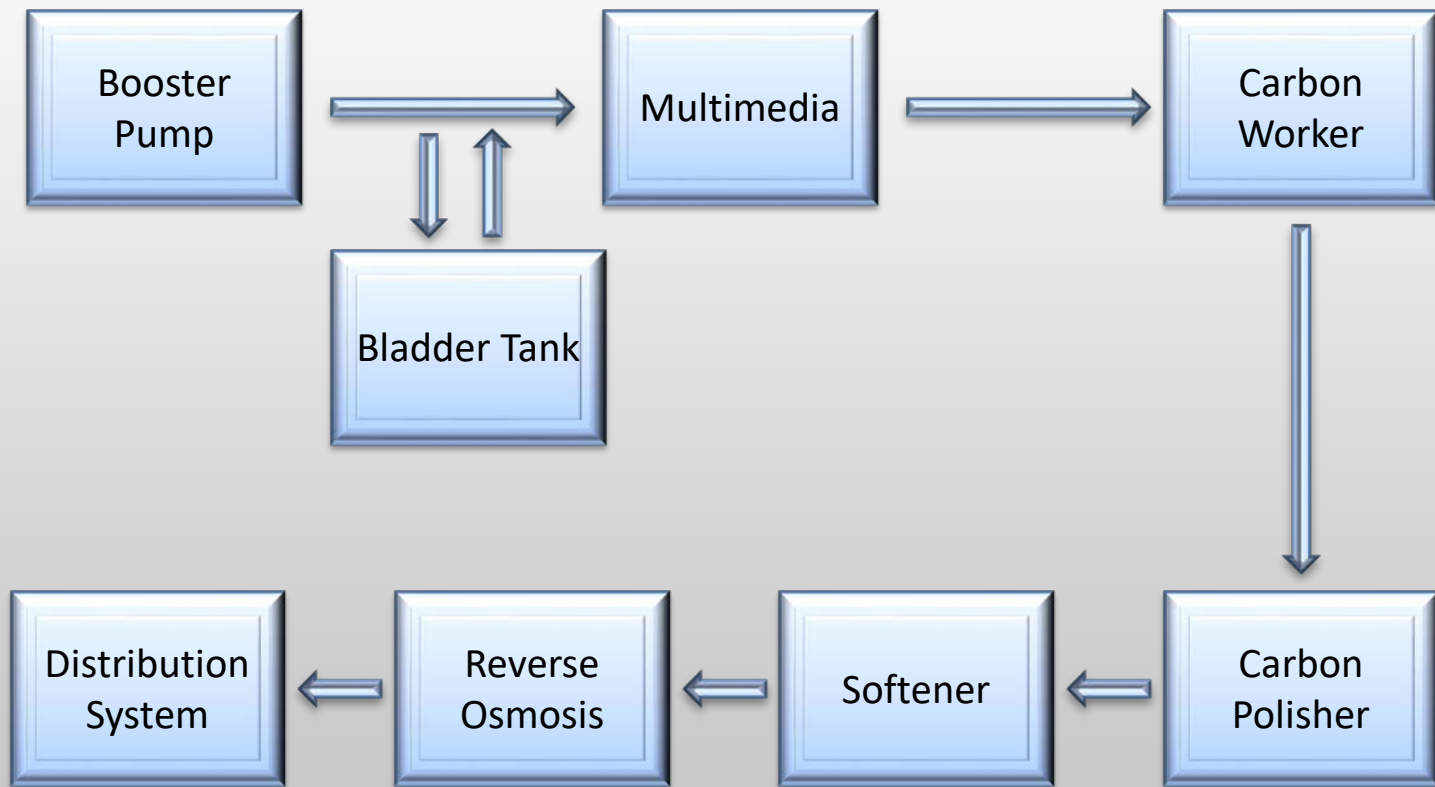 Booster
Pump
Multimedia
Carbon
Worker
Bladder Tank
Distribution
System
Reverse
Osmosis
Softener
Carbon
Polisher